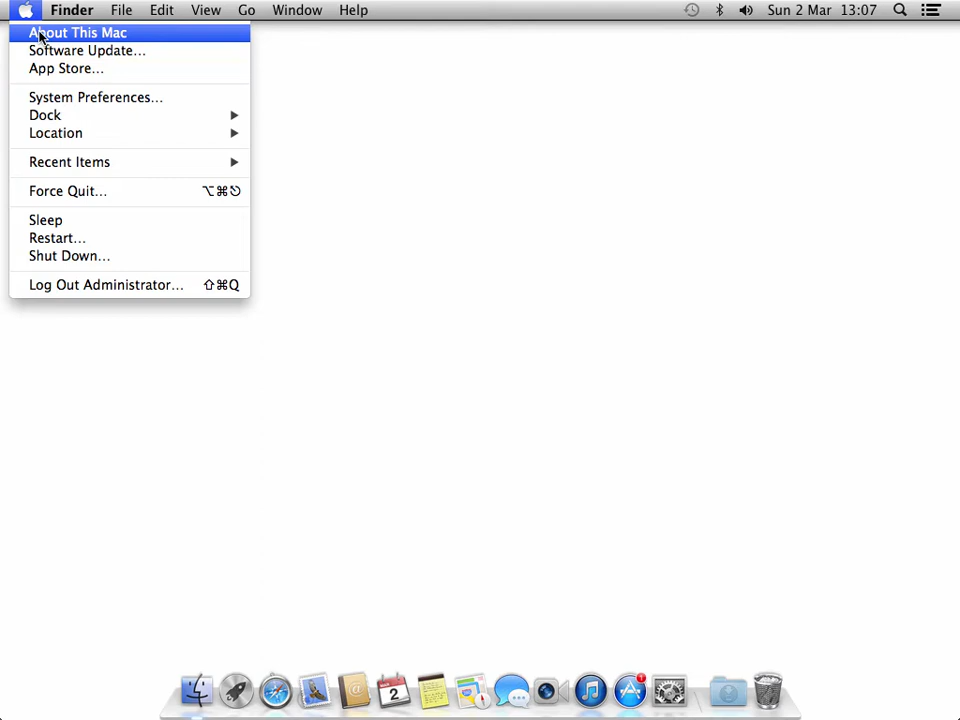 Finder File Edit View Go Window Help Sun 2 Mar 13:07
About This Mac
Software Update...
App Store...
System Preferences...
Dock
Location
Recent Items
Force Quit... ⌥⌘⎋
Sleep
Restart...
Shut Down...
Log Out Administrator... ⇧⌘Q
2
1